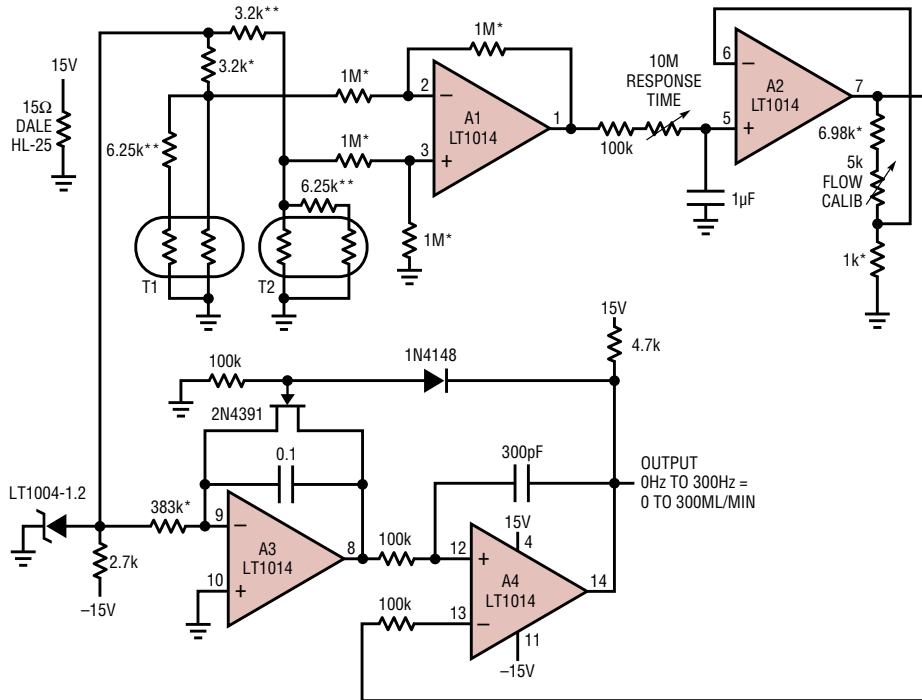 3.2k**
3.2k*
15V
15Ω
DALE
HL-25
6.25k**
1M*
1M*
6.25k**
1M*
1M*
T1
T2
2
3
A1
LT1014
1
100k
10M
RESPONSE
TIME
1µF
6
5
A2
LT1014
7
6.98k*
5k
FLOW
CALIB
1k*
15V
4.7k
100k
1N4148
2N4391
0.1
300pF
OUTPUT
0Hz TO 300Hz =
0 TO 300ML/MIN
LT1004-1.2
383k*
2.7k
–15V
9
10
A3
LT1014
8
100k
100k
12
13
15V
4
A4
LT1014
14
11
–15V